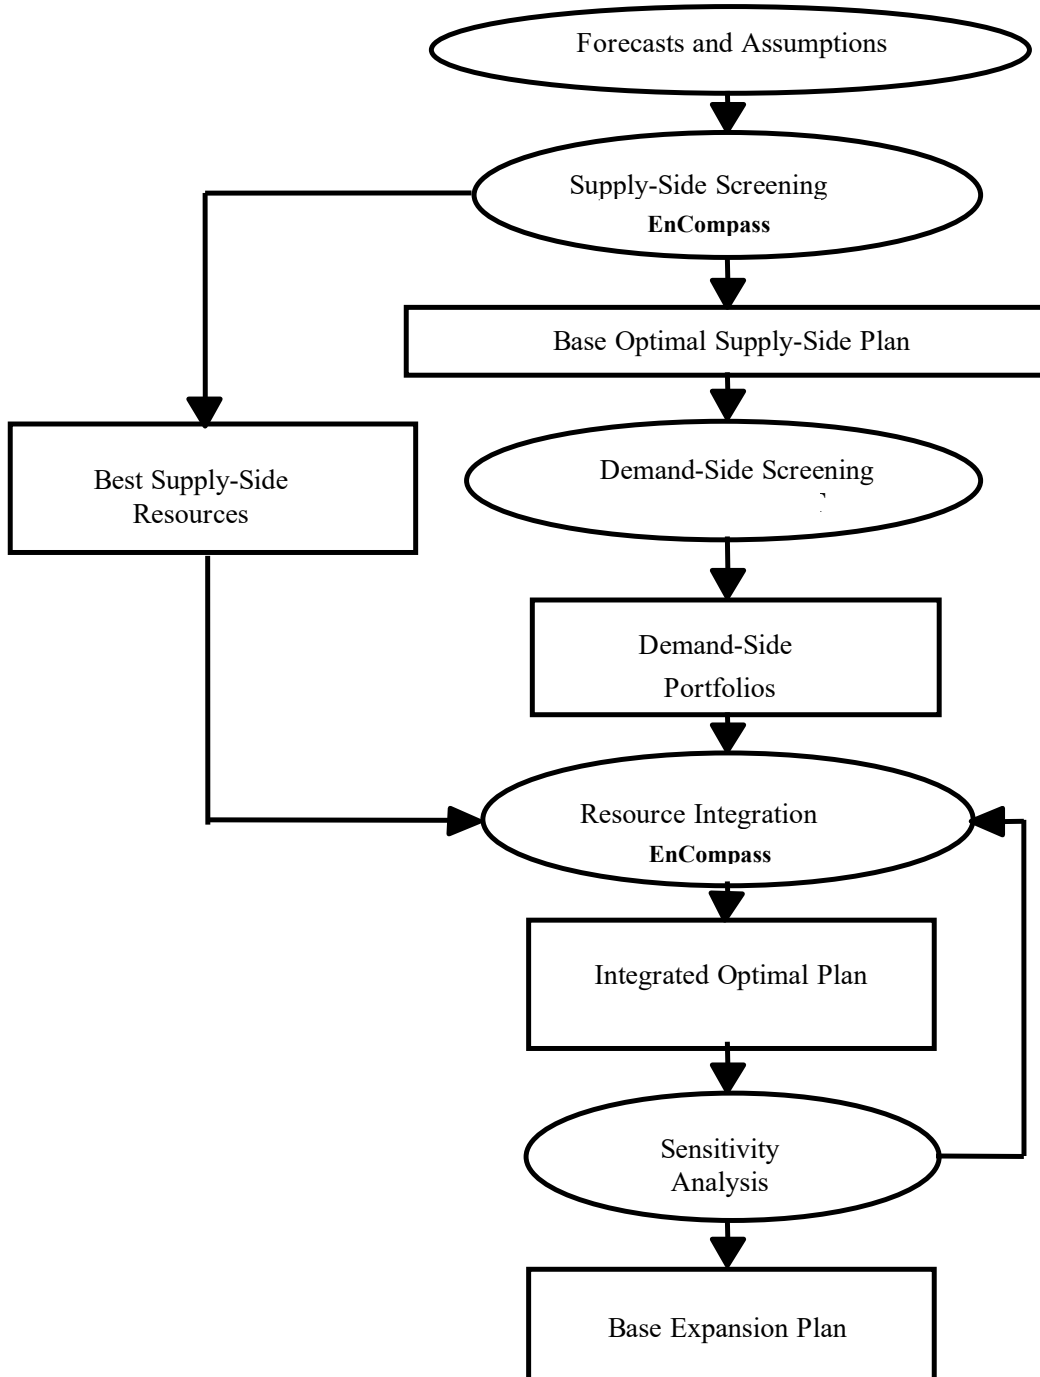 Forecasts and Assumptions
Supply-Side Screening
EnCompass
Base Optimal Supply-Side Plan
Best Supply-Side
Resources
Demand-Side Screening
Demand-Side
Portfolios
Resource Integration
EnCompass
Integrated Optimal Plan
Sensitivity
Analysis
Base Expansion Plan